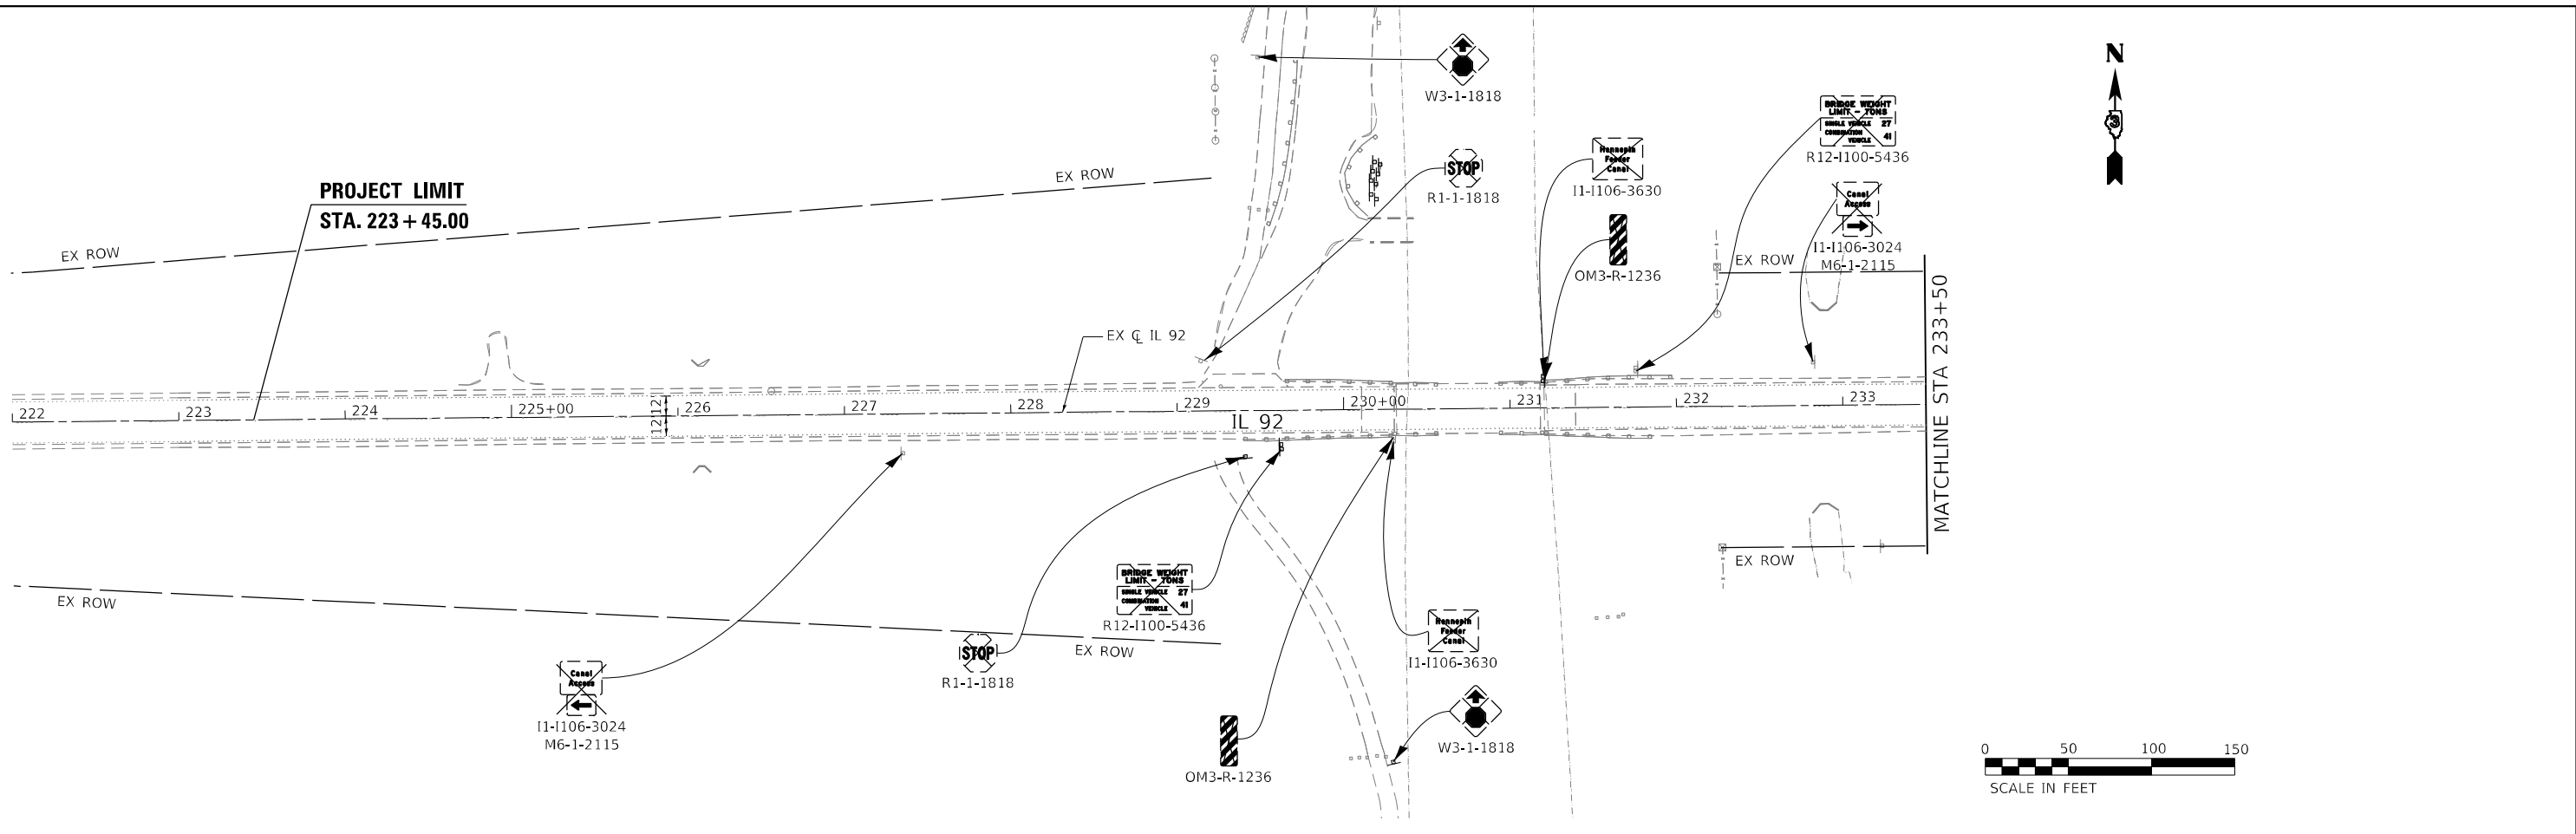 N
3
W3-1-1818
BRIDGE WEIGHT
LIMIT - TONS
SINGLE VEHICLE 27
COMBINATION
VEHICLE 41
R12-I100-5436
Hennepin
Feeder
Canal
I1-I106-3630
STOP
R1-1-1818
EX ROW
PROJECT LIMIT
STA. 223+45.00
Canal
Access
I1-I106-3024
M6-1-2115
OM3-R-1236
EX ROW
EX ROW
MATCHLINE STA 233+50
EX ℄ IL 92
222
223
224
225+00
226
227
228
229
230+00
231
232
233
12
12
IL 92
EX ROW
BRIDGE WEIGHT
LIMIT - TONS
SINGLE VEHICLE 27
COMBINATION
VEHICLE 41
R12-I100-5436
EX ROW
EX ROW
STOP
R1-1-1818
Hennepin
Feeder
Canal
I1-I106-3630
Canal
Access
I1-I106-3024
M6-1-2115
OM3-R-1236
W3-1-1818
0 50 100 150
SCALE IN FEET